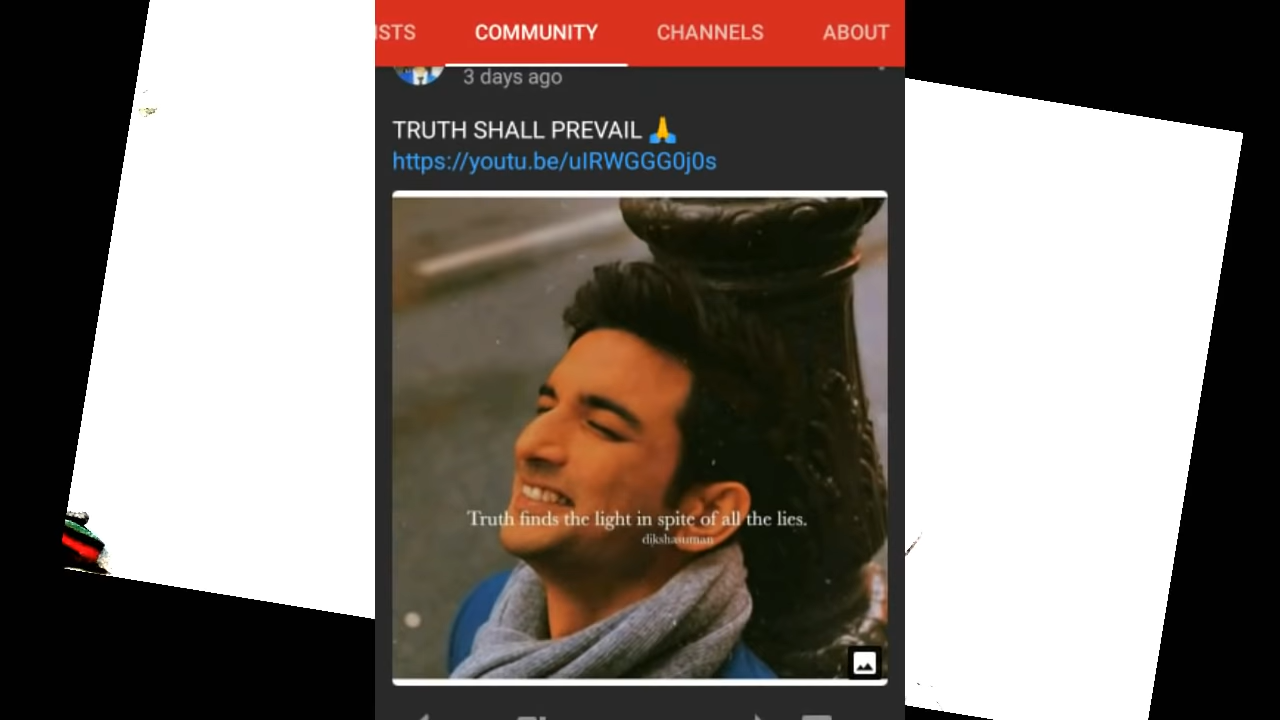 ISTS COMMUNITY CHANNELS ABOUT
3 days ago
TRUTH SHALL PREVAIL 🙏
https://youtu.be/uIRWGGG0j0s
Truth finds the light in spite of all the lies.
dikshasuman